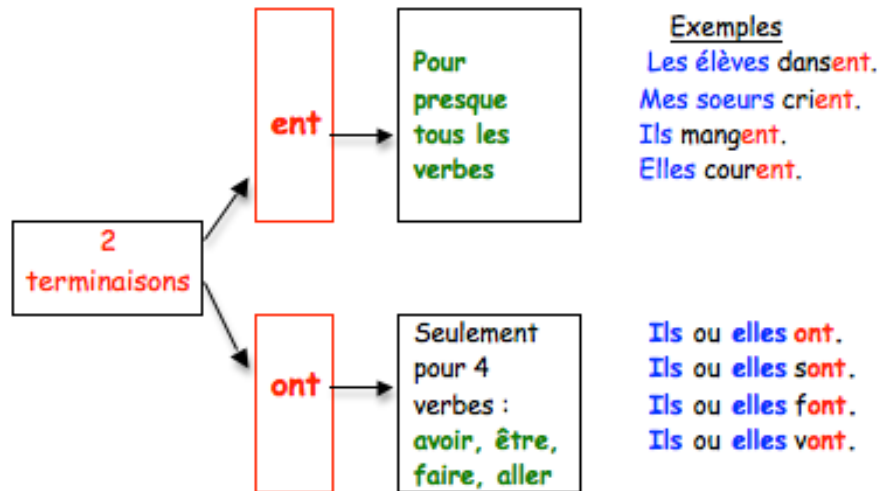 Exemples
Pour
presque
tous les
verbes
Les élèves dansent.
Mes soeurs crient.
Ils mangent.
Elles courent.
ent
2
terminaisons
ont
Seulement
pour 4
verbes :
avoir, être,
faire, aller
Ils ou elles ont.
Ils ou elles sont.
Ils ou elles font.
Ils ou elles vont.